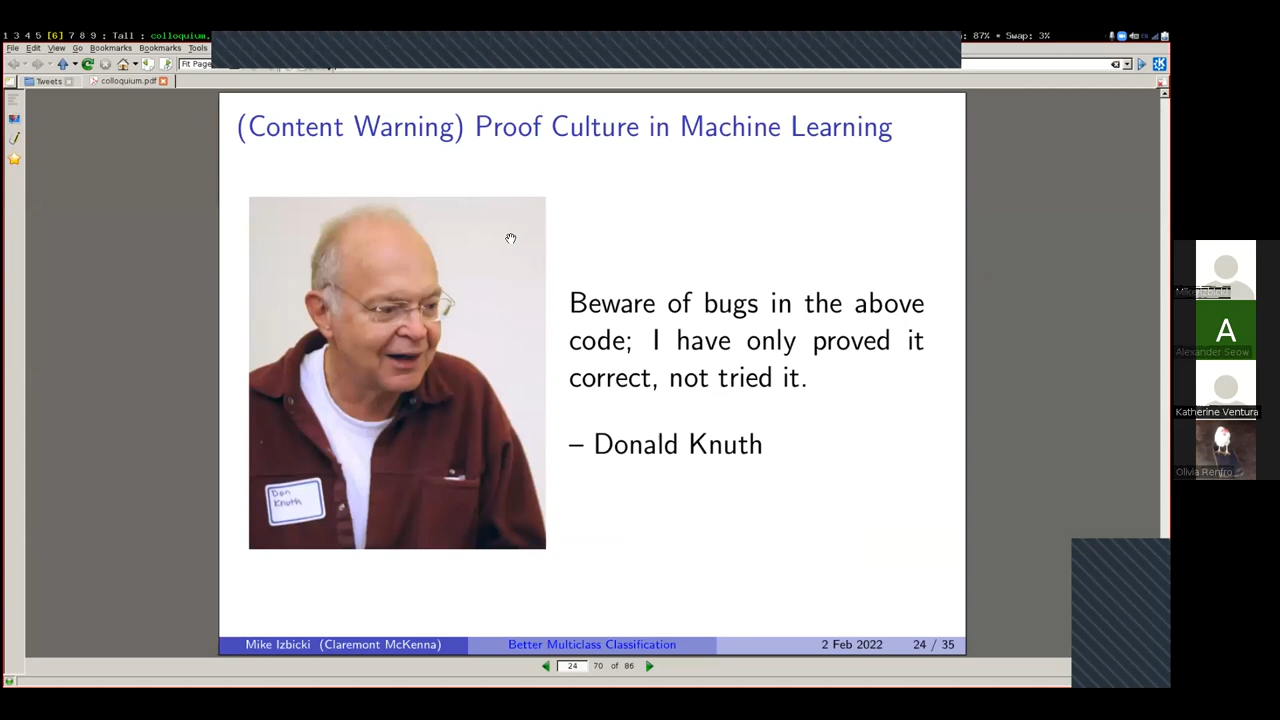 1 2 3 4 5 [6] 7 8 9 : Tall : colloquium.
: 87% * Swap: 3%
File Edit View Go Bookmarks Bookmarks Tools
Fit Page
Tweets colloquium.pdf
(Content Warning) Proof Culture in Machine Learning
Beware of bugs in the above
code; I have only proved it
correct, not tried it.
– Donald Knuth
Don
Knuth
Mike Izbicki (Claremont McKenna) Better Multiclass Classification 2 Feb 2022 24 / 35
24 70 of 86
A
Alexander Seow
Katherine Ventura
Olivia Renfro